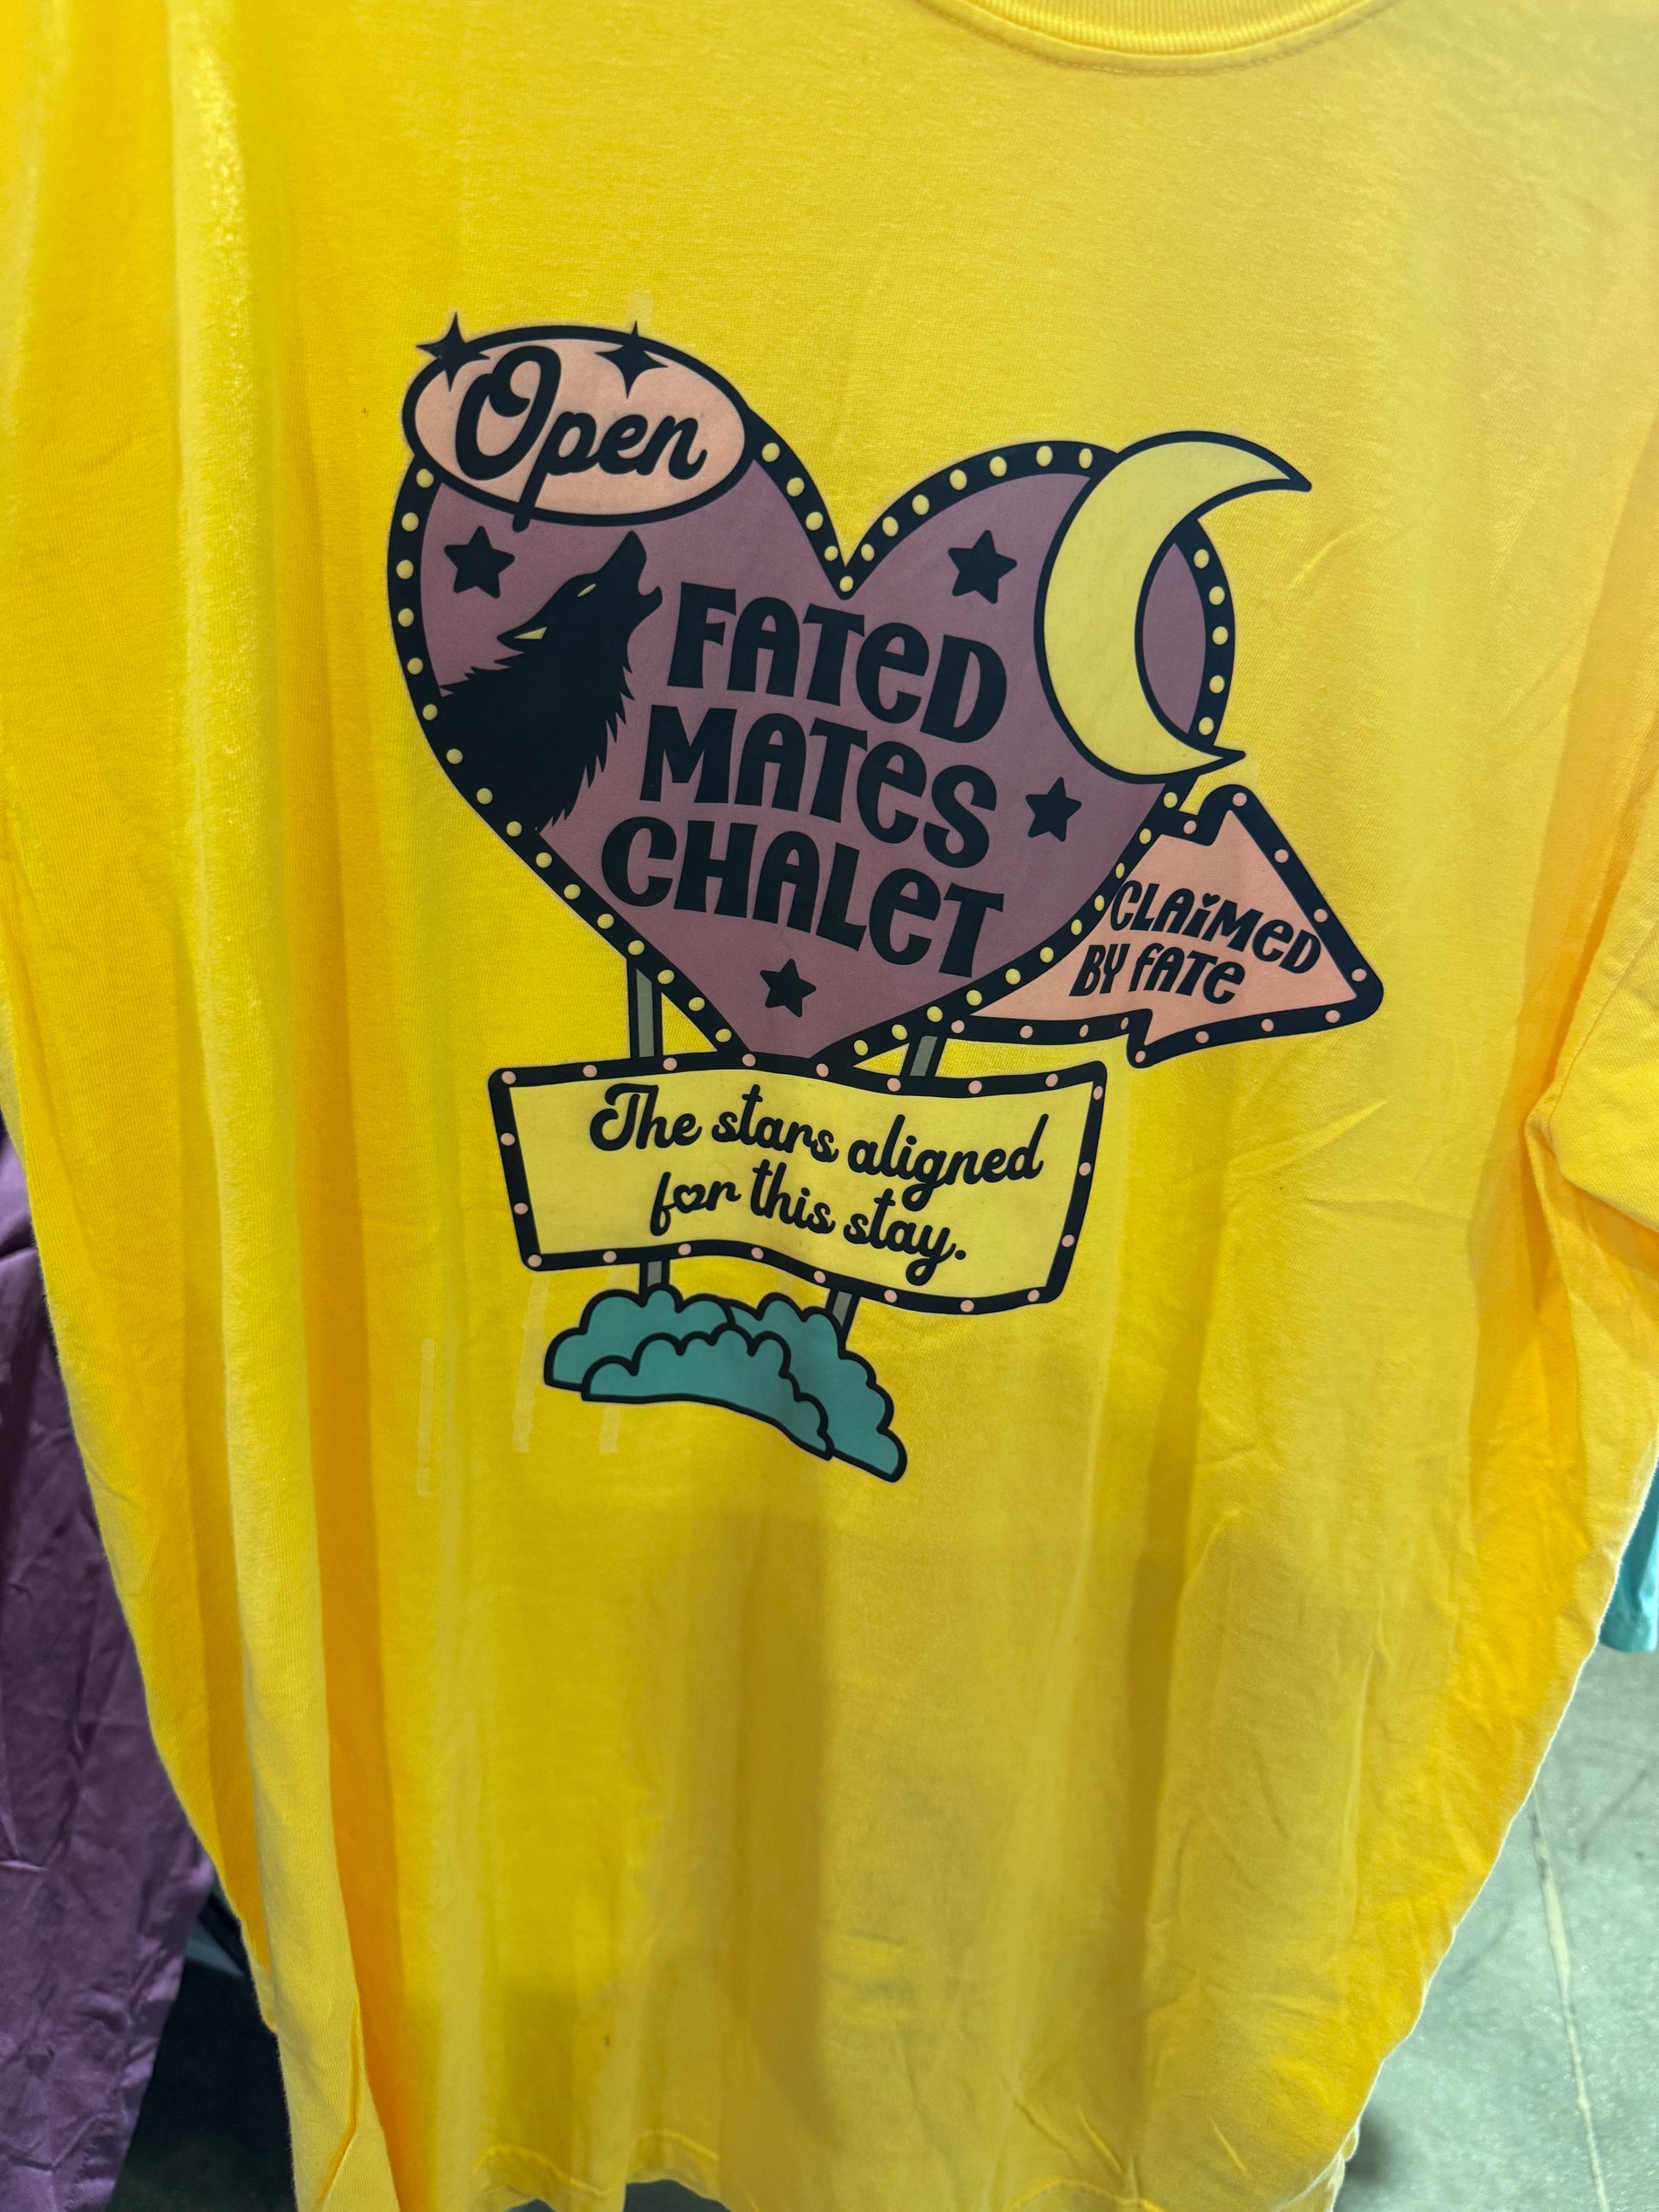 Open
FATED
MATES
CHALET
CLAIMED
BY FATE
The stars aligned
for this stay.